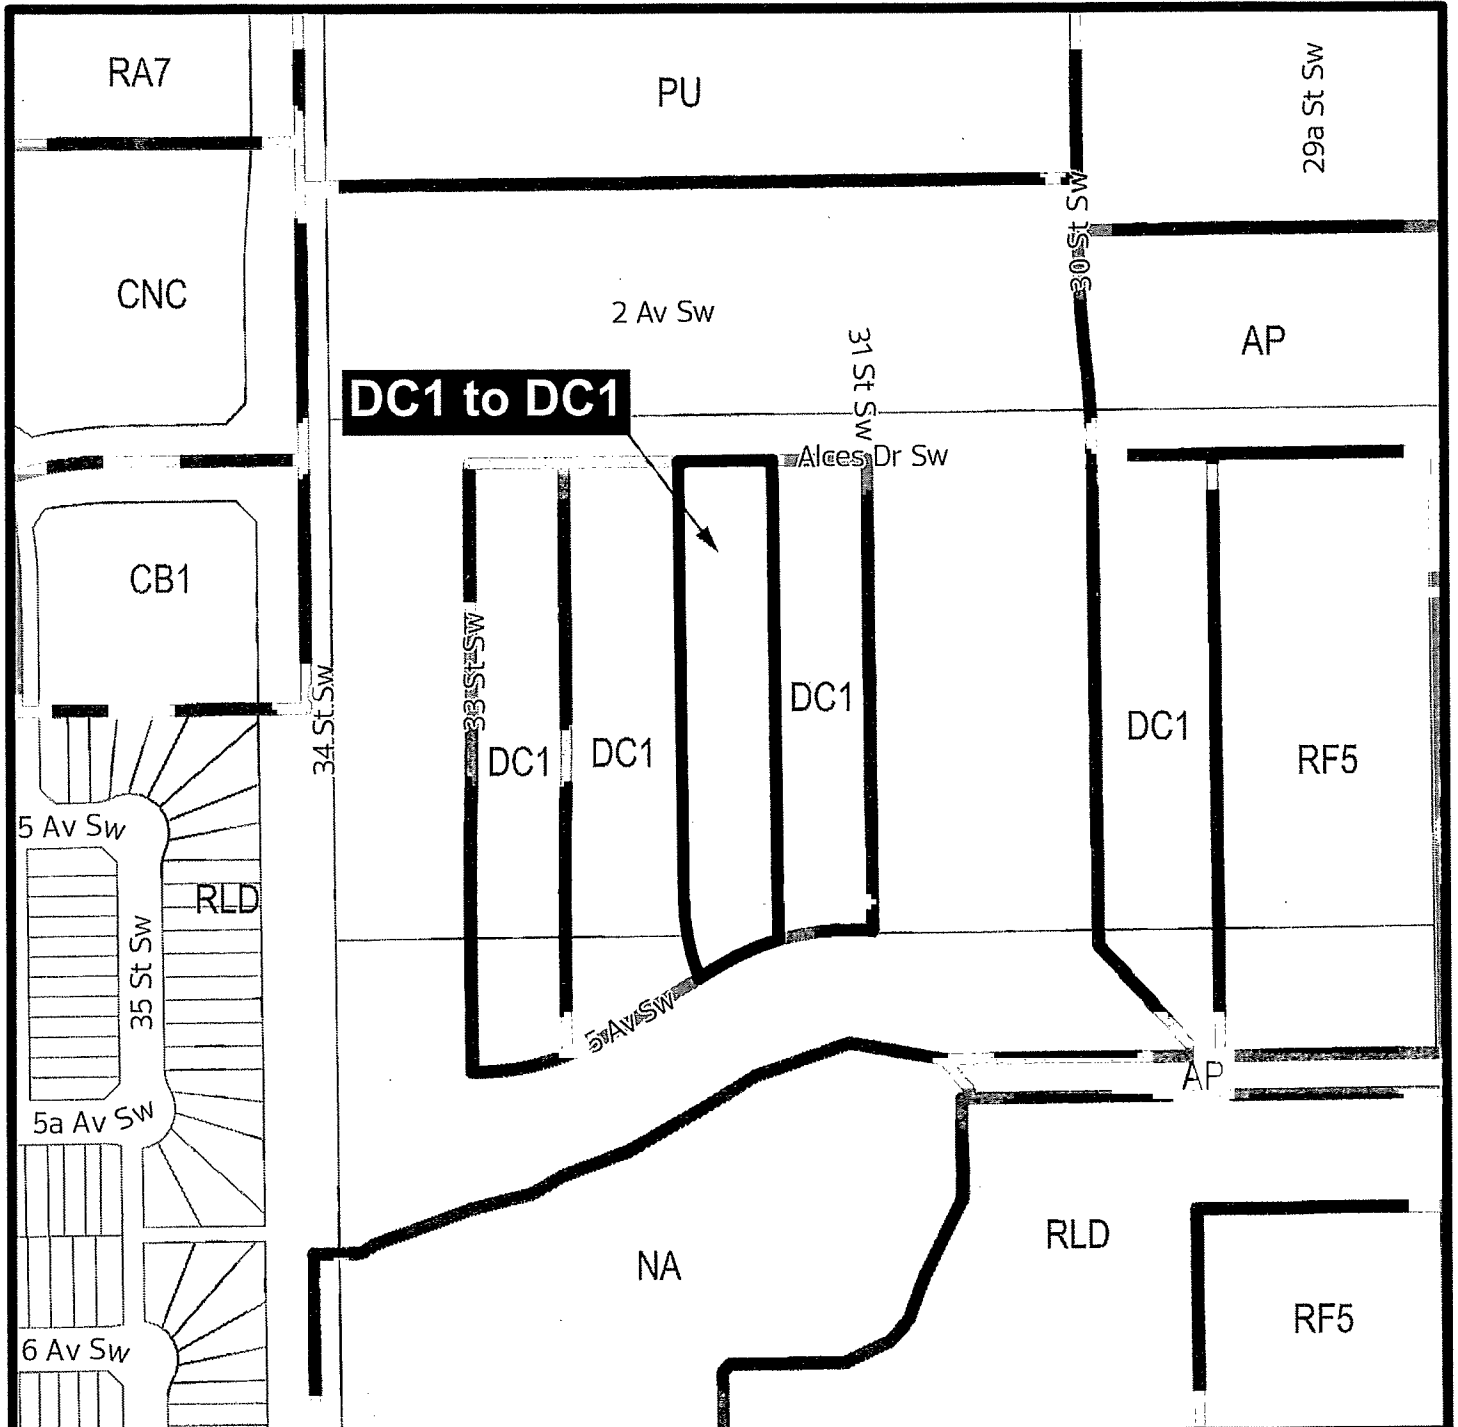 RA7
PU
29a St Sw
30 St Sw
CNC
2 Av Sw
31 St Sw
AP
DC1 to DC1
Alces Dr Sw
CB1
33 St Sw
34 St Sw
DC1
DC1
DC1
DC1
RF5
5 Av Sw
RLD
35 St Sw
5 Av Sw
AP
5a Av Sw
NA
RLD
RF5
6 Av Sw